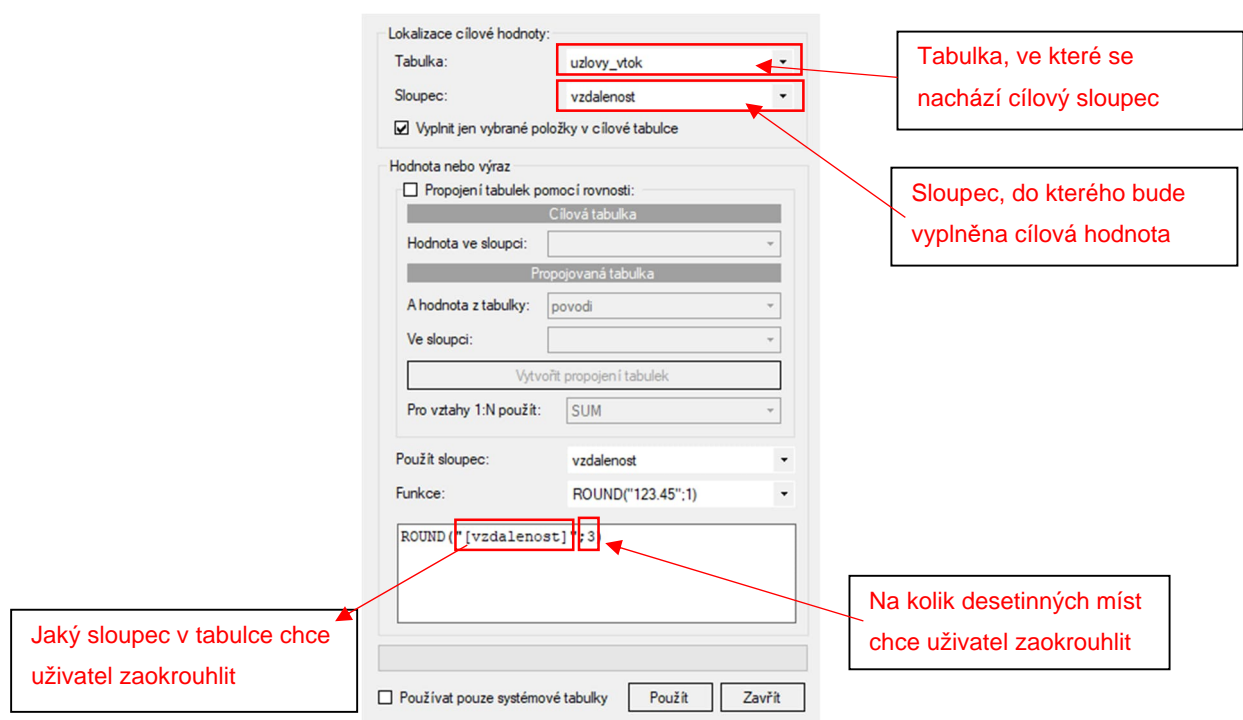 Lokalizace cílové hodnoty:
Tabulka:
uzlovy_vtok
Sloupec:
vzdalenost
Vyplnit jen vybrané položky v cílové tabulce
Tabulka, ve které se
nachází cílový sloupec
Sloupec, do kterého bude
vyplněna cílová hodnota
Hodnota nebo výraz
Propojení tabulek pomocí rovnosti:
Cílová tabulka
Hodnota ve sloupci:
Propojovaná tabulka
A hodnota z tabulky:
povodi
Ve sloupci:
Vytvořit propojení tabulek
Pro vztahy 1:N použít:
SUM
Použít sloupec:
vzdalenost
Funkce:
ROUND("123.45";1)
ROUND("[vzdalenost]";3)
Jaký sloupec v tabulce chce
uživatel zaokrouhlit
Na kolik desetinných míst
chce uživatel zaokrouhlit
Používat pouze systémové tabulky
Použít
Zavřít